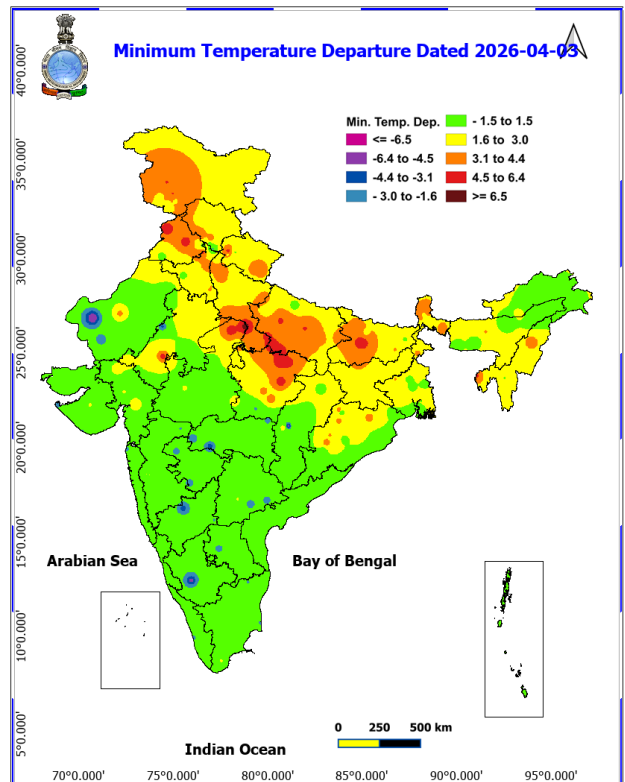 Minimum Temperature Departure Dated 2026-04-03
Min. Temp. Dep.
<= -6.5
-6.4 to -4.5
-4.4 to -3.1
- 3.0 to -1.6
- 1.5 to 1.5
1.6 to 3.0
3.1 to 4.4
4.5 to 6.4
>= 6.5
40°0.000'
35°0.000'
30°0.000'
25°0.000'
20°0.000'
15°0.000'
10°0.000'
5°0.000'
Arabian Sea
Bay of Bengal
0 250 500 km
Indian Ocean
70°0.000' 75°0.000' 80°0.000' 85°0.000' 90°0.000' 95°0.000'